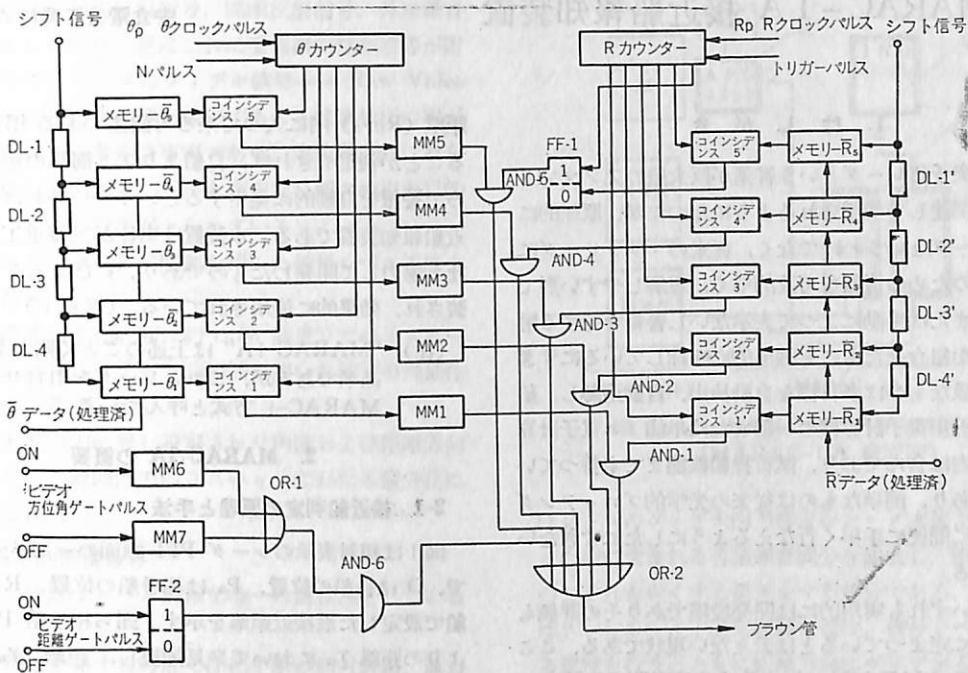 シフト信号
θp θクロックパルス
Nパルス
θカウンター
Rカウンター
Rp Rクロックパルス
トリガーパルス
シフト信号
メモリーθ̄5
コインシデンス 5
DL-1
メモリーθ̄4
コインシデンス 4
DL-2
メモリーθ̄3
コインシデンス 3
DL-3
メモリーθ̄2
コインシデンス 2
DL-4
メモリーθ̄1
コインシデンス 1
MM5
MM4
MM3
MM2
MM1
FF-1
1
0
AND-5
AND-4
AND-3
AND-2
AND-1
コインシデンス 5'
メモリーR̄5
DL-1'
コインシデンス 4'
メモリーR̄4
DL-2'
コインシデンス 3'
メモリーR̄3
DL-3'
コインシデンス 2'
メモリーR̄2
DL-4'
コインシデンス 1'
メモリーR̄1
θ̄データ(処理済)
R̄データ(処理済)
ON
ビデオ
方位角ゲートパルス
OFF
MM6
MM7
OR-1
AND-6
OR-2
ブラウン管
ON
ビデオ
距離ゲートパルス
OFF
FF-2
1
0